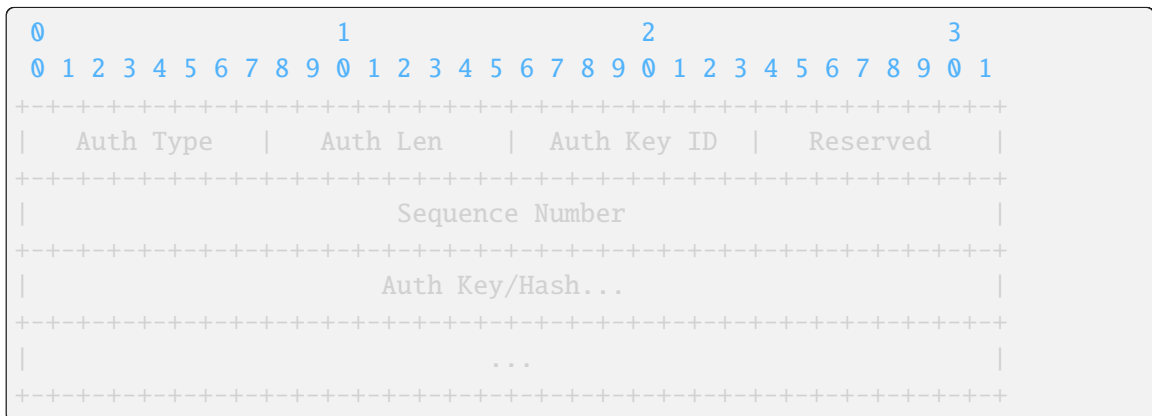 0                   1                   2                   3
 0 1 2 3 4 5 6 7 8 9 0 1 2 3 4 5 6 7 8 9 0 1 2 3 4 5 6 7 8 9 0 1
+-+-+-+-+-+-+-+-+-+-+-+-+-+-+-+-+-+-+-+-+-+-+-+-+-+-+-+-+-+-+-+-+
|   Auth Type   |   Auth Len    |  Auth Key ID  |   Reserved    |
+-+-+-+-+-+-+-+-+-+-+-+-+-+-+-+-+-+-+-+-+-+-+-+-+-+-+-+-+-+-+-+-+
|                        Sequence Number                        |
+-+-+-+-+-+-+-+-+-+-+-+-+-+-+-+-+-+-+-+-+-+-+-+-+-+-+-+-+-+-+-+-+
|                       Auth Key/Hash...                        |
+-+-+-+-+-+-+-+-+-+-+-+-+-+-+-+-+-+-+-+-+-+-+-+-+-+-+-+-+-+-+-+-+
|                              ...                              |
+-+-+-+-+-+-+-+-+-+-+-+-+-+-+-+-+-+-+-+-+-+-+-+-+-+-+-+-+-+-+-+-+